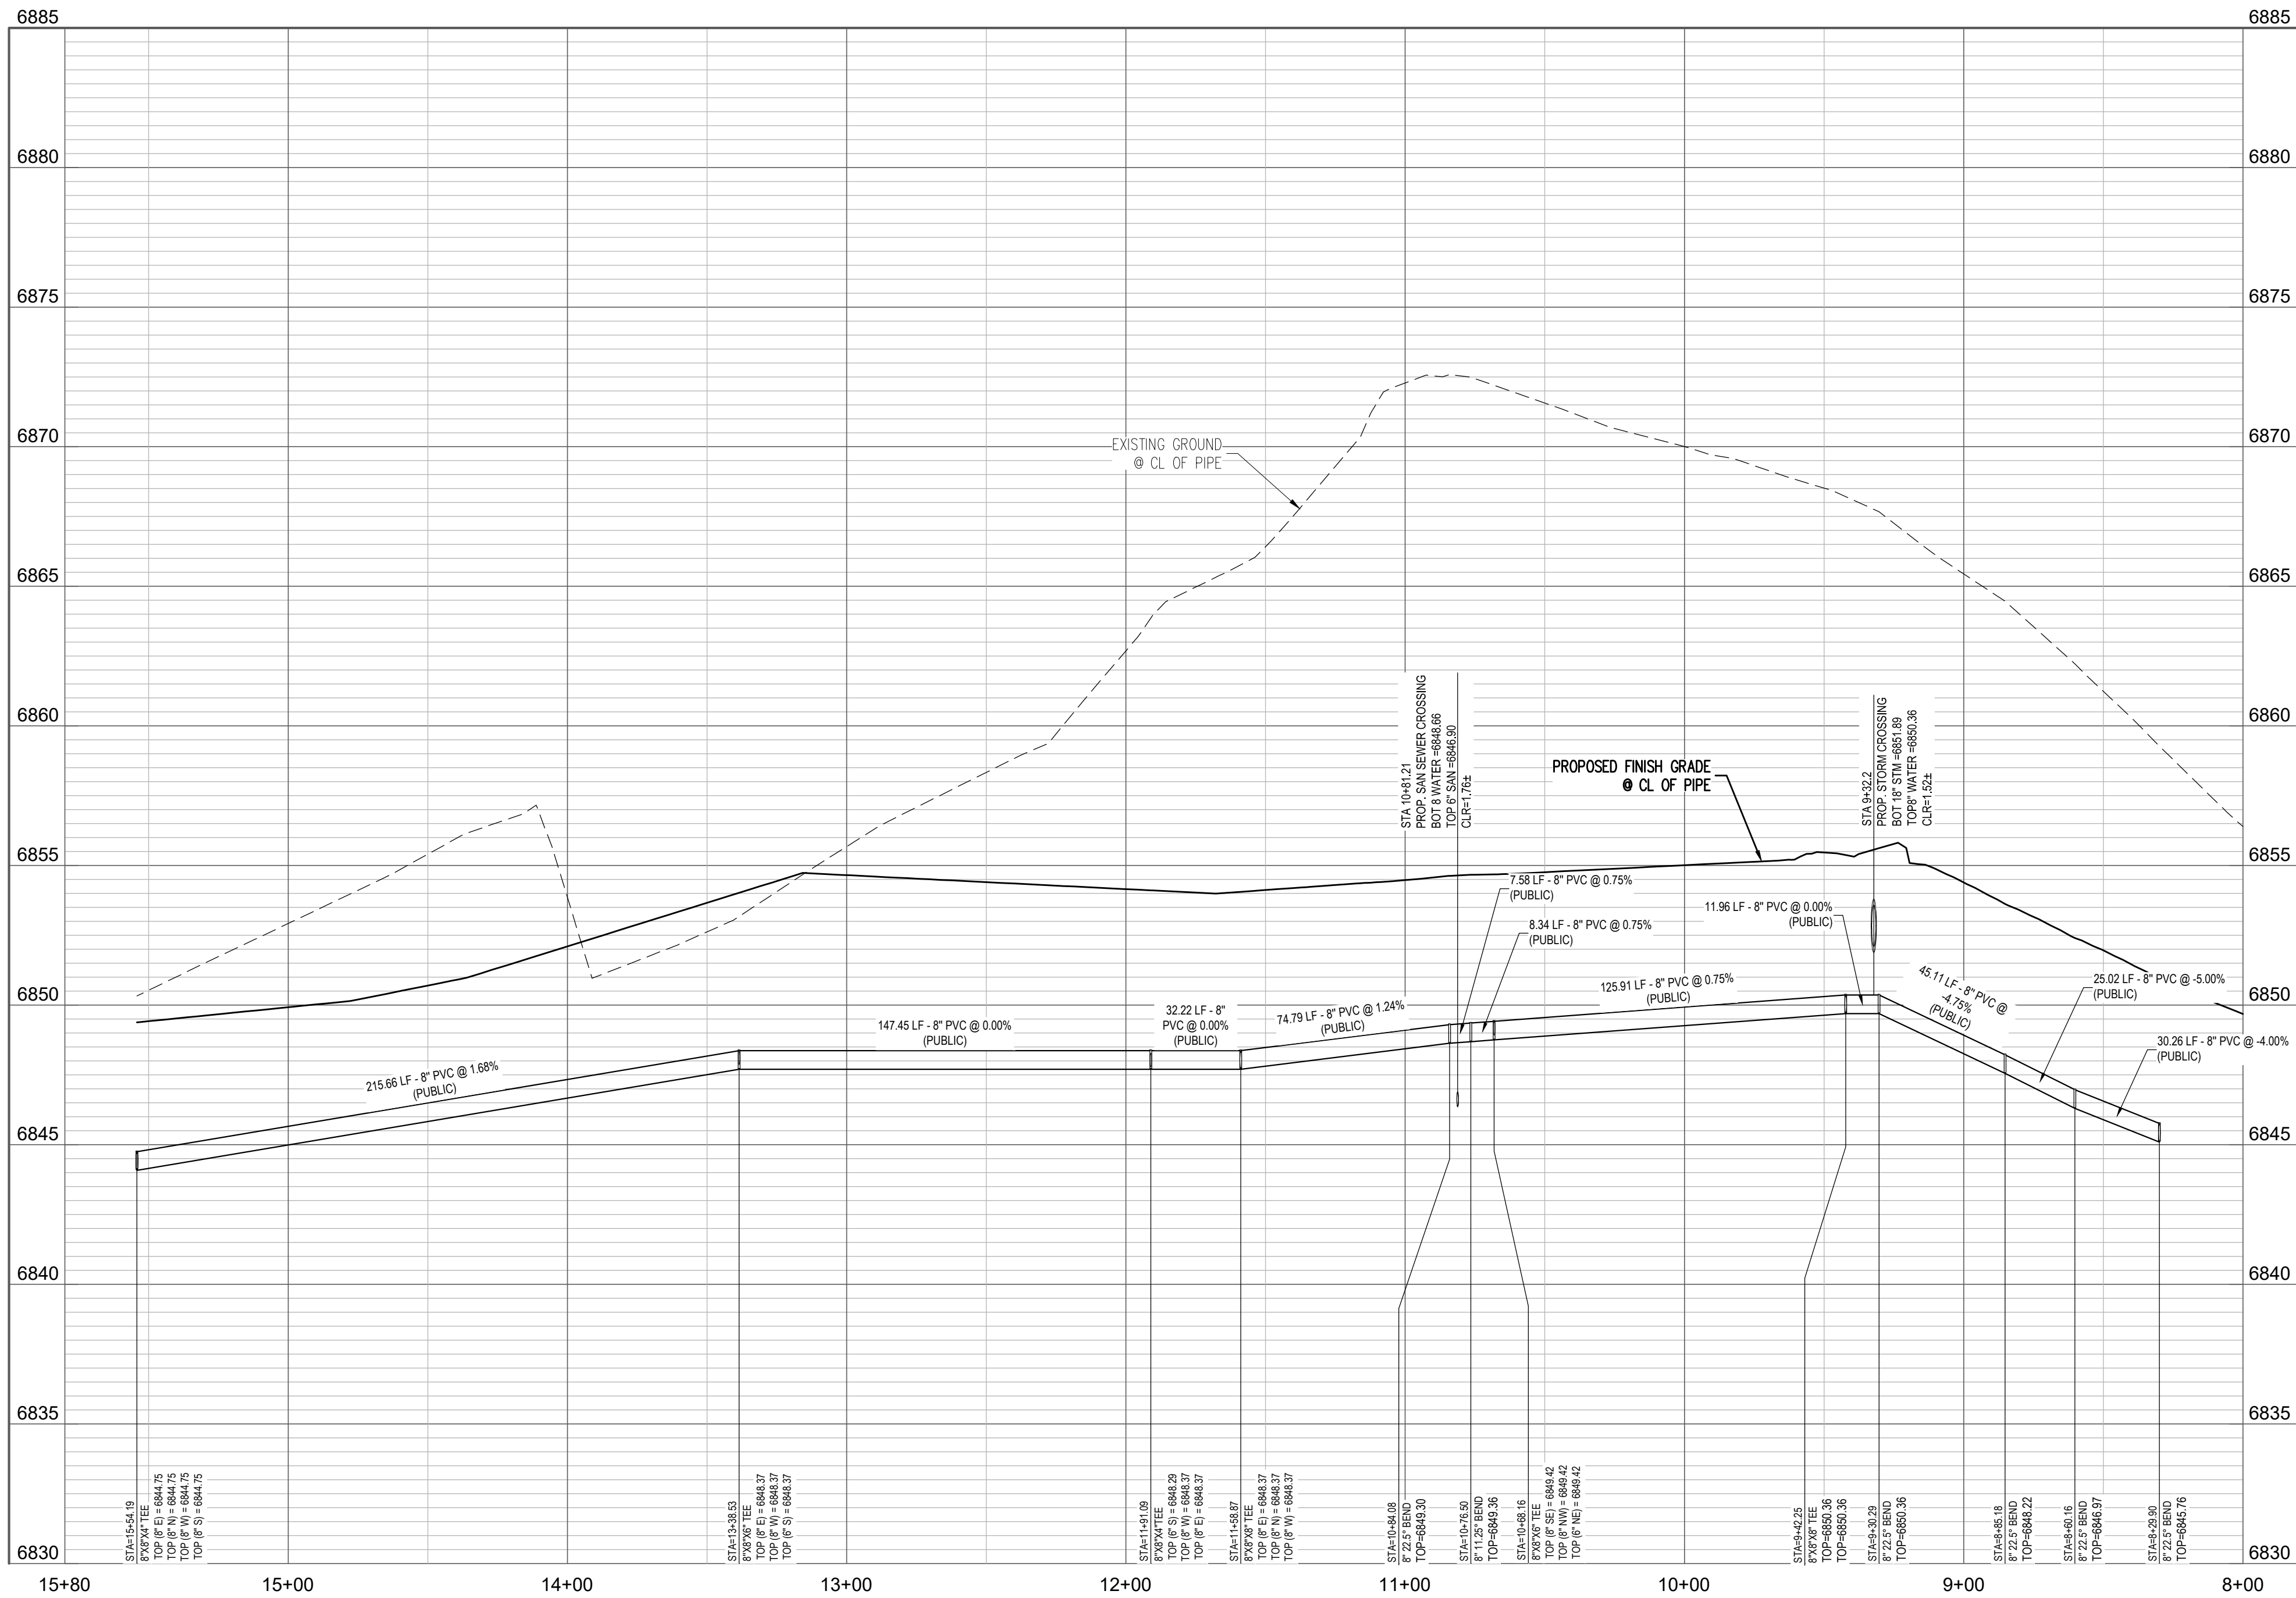 6885
6885
6880
6880
6875
6875
6870
6870
6865
6865
6860
6860
6855
6855
6850
6850
6845
6845
6840
6840
6835
6835
6830
6830
EXISTING GROUND
@ CL OF PIPE
PROPOSED FINISH GRADE
@ CL OF PIPE
STA 10+81.21
PROP. SAN SEWER CROSSING
BOT 8 WATER =6848.66
TOP 6" SAN =6846.90
CLR=1.76±
STA 9+32.2
PROP. STORM CROSSING
BOT 18" STM =6851.89
TOP8" WATER =6850.36
CLR=1.52±
215.66 LF - 8" PVC @ 1.68%
(PUBLIC)
147.45 LF - 8" PVC @ 0.00%
(PUBLIC)
32.22 LF - 8"
PVC @ 0.00%
(PUBLIC)
74.79 LF - 8" PVC @ 1.24%
(PUBLIC)
7.58 LF - 8" PVC @ 0.75%
(PUBLIC)
8.34 LF - 8" PVC @ 0.75%
(PUBLIC)
125.91 LF - 8" PVC @ 0.75%
(PUBLIC)
11.96 LF - 8" PVC @ 0.00%
(PUBLIC)
45.11 LF - 8" PVC @
-4.75%
(PUBLIC)
25.02 LF - 8" PVC @ -5.00%
(PUBLIC)
30.26 LF - 8" PVC @ -4.00%
(PUBLIC)
STA=15+54.19
8"X8"X4" TEE
TOP (8" E) = 6844.75
TOP (8" N) = 6844.75
TOP (8" W) = 6844.75
TOP (8" S) = 6844.75
STA=13+38.53
8"X8"X6" TEE
TOP (8" E) = 6848.37
TOP (8" W) = 6848.37
TOP (6" S) = 6848.37
STA=11+91.09
8"X8"X4"TEE
TOP (6" S) = 6848.29
TOP (8" W) = 6848.37
TOP (8" E) = 6848.37
STA=11+58.87
8"X8"X8" TEE
TOP (8" E) = 6848.37
TOP (8" N) = 6848.37
TOP (8" W) = 6848.37
STA=10+84.08
8" 22.5° BEND
TOP=6849.30
STA=10+76.50
8" 11.25° BEND
TOP=6849.36
STA=10+68.16
8"X8"X6" TEE
TOP (8" SE) = 6849.42
TOP (8" NW) = 6849.42
TOP (6" NE) = 6849.42
STA=9+42.25
8"X8"X8" TEE
TOP=6850.36
TOP=6850.36
STA=9+30.29
8" 22.5° BEND
TOP=6850.36
STA=8+85.18
8" 22.5° BEND
TOP=6848.22
STA=8+60.16
8" 22.5° BEND
TOP=6846.97
STA=8+29.90
8" 22.5° BEND
TOP=6845.76
15+80
15+00
14+00
13+00
12+00
11+00
10+00
9+00
8+00